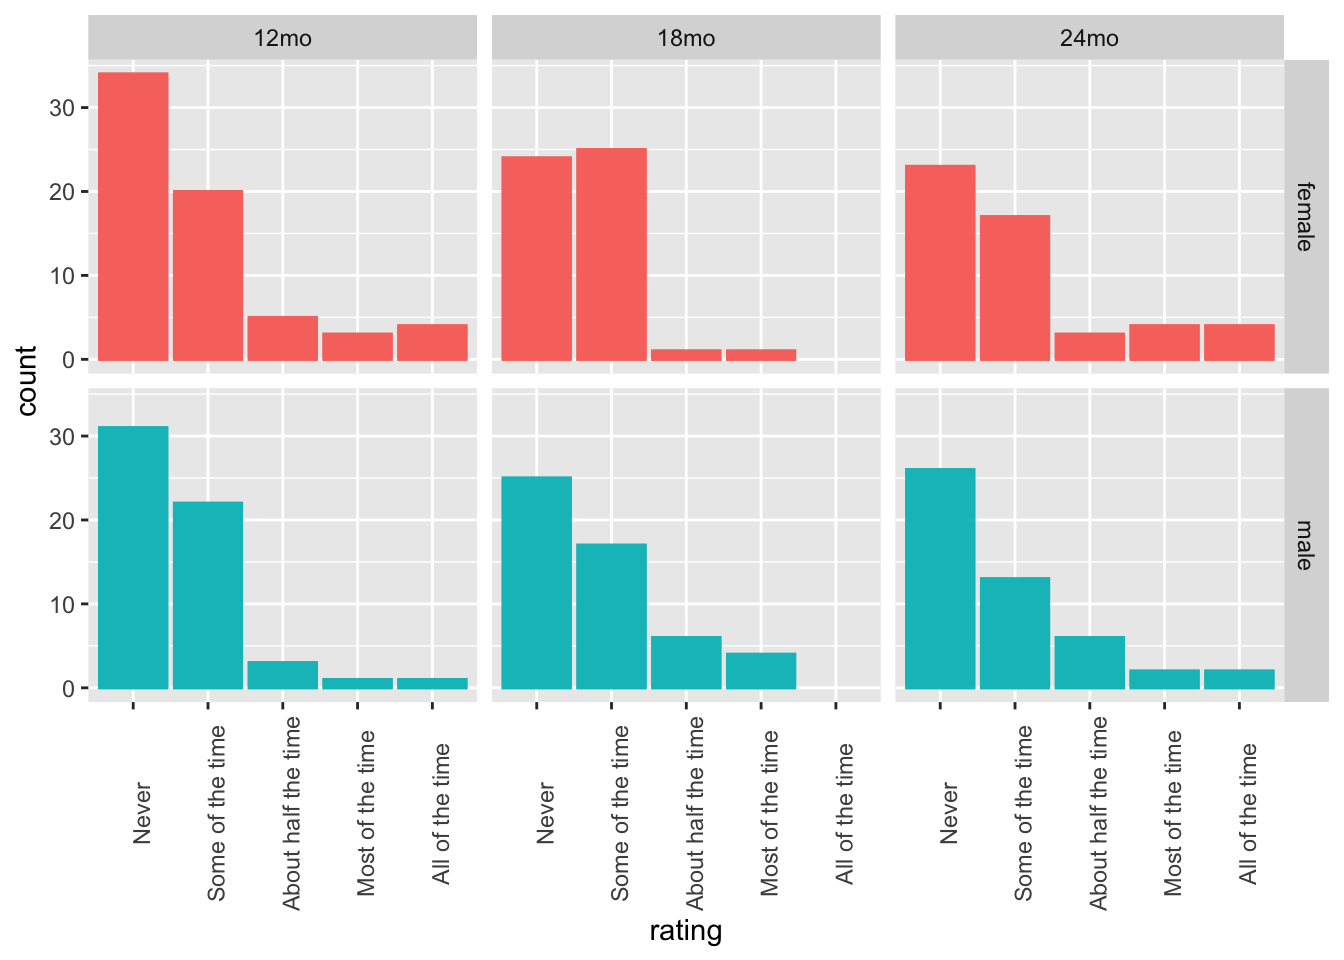 12mo
18mo
24mo
count
30
20
10
0
female
30
20
10
0
male
Never
Some of the time
About half the time
Most of the time
All of the time
Never
Some of the time
About half the time
Most of the time
All of the time
Never
Some of the time
About half the time
Most of the time
All of the time
rating